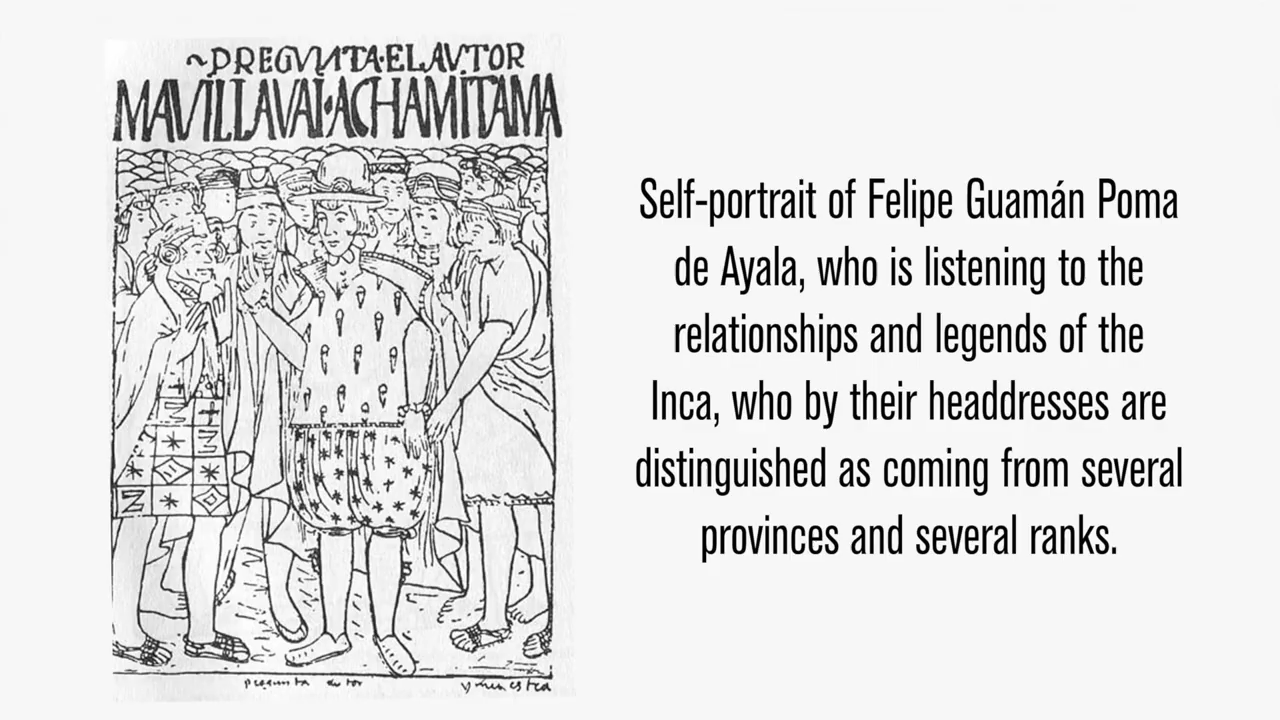 ~PREGVNTA·EL AVTOR
MAVILLAVAI·ACHAMITAMA
Self-portrait of Felipe Guamán Poma
de Ayala, who is listening to the
relationships and legends of the
Inca, who by their headdresses are
distinguished as coming from several
provinces and several ranks.
pregunta autor